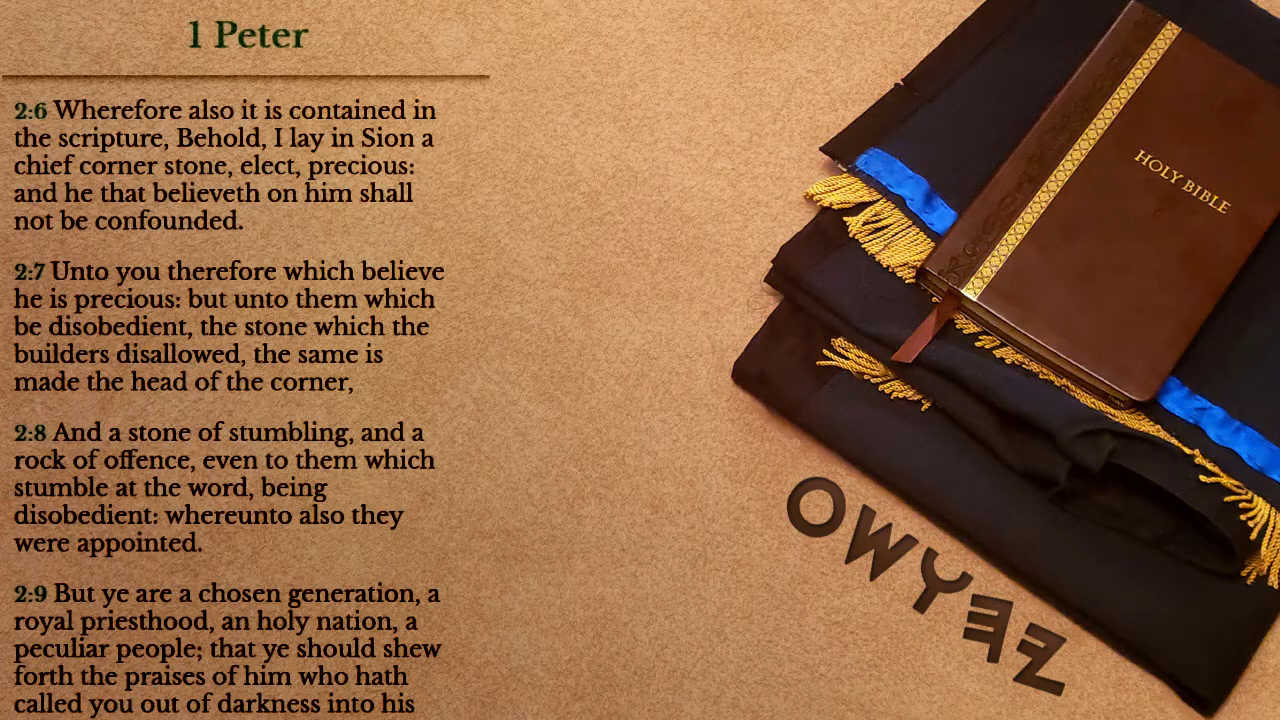 1 Peter
2:6 Wherefore also it is contained in
the scripture, Behold, I lay in Sion a
chief corner stone, elect, precious:
and he that believeth on him shall
not be confounded.
2:7 Unto you therefore which believe
he is precious: but unto them which
be disobedient, the stone which the
builders disallowed, the same is
made the head of the corner,
2:8 And a stone of stumbling, and a
rock of offence, even to them which
stumble at the word, being
disobedient: whereunto also they
were appointed.
2:9 But ye are a chosen generation, a
royal priesthood, an holy nation, a
peculiar people; that ye should shew
forth the praises of him who hath
called you out of darkness into his
HOLY BIBLE
𐤏𐤔𐤅𐤄𐤉